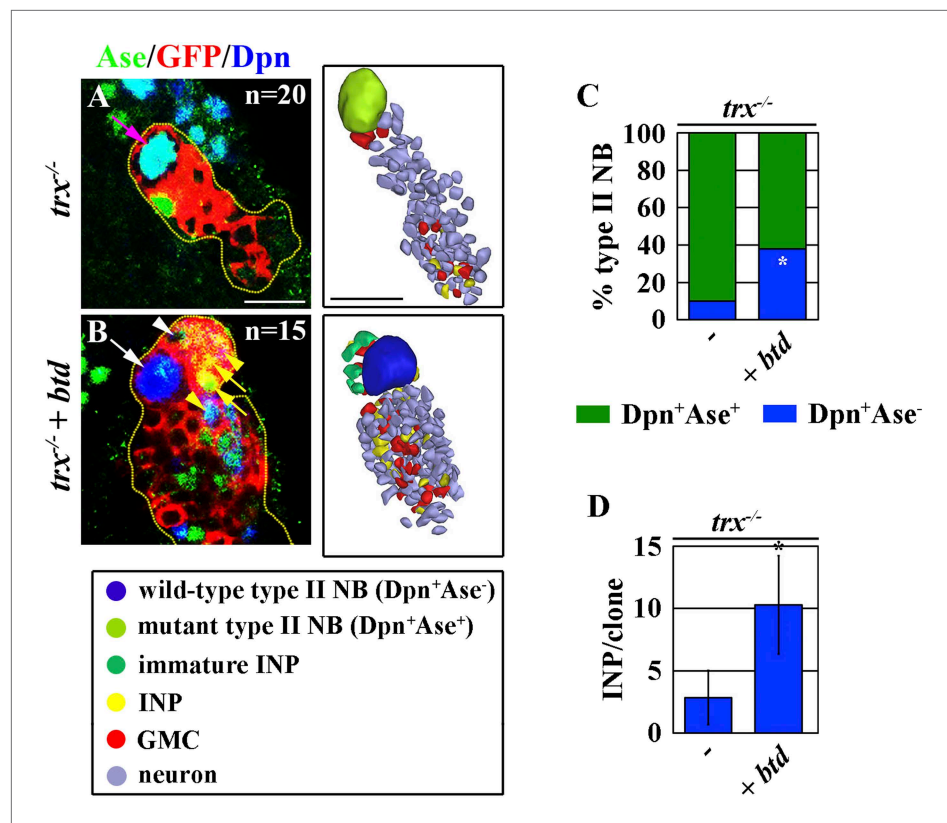 Ase/GFP/Dpn
A
n=20
trx-/-
B
n=15
trx-/- + btd
wild-type type II NB (Dpn+Ase-)
mutant type II NB (Dpn+Ase+)
immature INP
INP
GMC
neuron
C
trx-/-
% type II NB
100
80
60
40
20
0
*
-
+ btd
Dpn+Ase+
Dpn+Ase-
D
trx-/-
INP/clone
15
10
5
0
*
-
+ btd